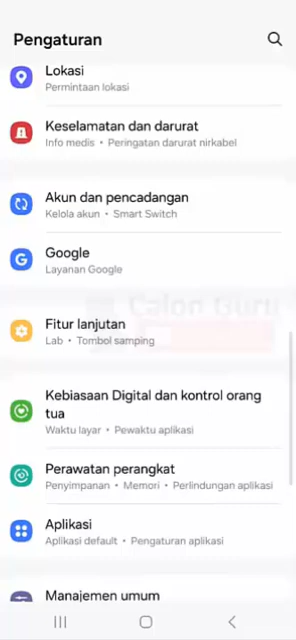 Pengaturan
Lokasi
Permintaan lokasi
Keselamatan dan darurat
Info medis • Peringatan darurat nirkabel
Akun dan pencadangan
Kelola akun • Smart Switch
Google
Layanan Google
Calon Guru
Fitur lanjutan
Lab • Tombol samping
Kebiasaan Digital dan kontrol orang
tua
Waktu layar • Pewaktu aplikasi
Perawatan perangkat
Penyimpanan • Memori • Perlindungan aplikasi
Aplikasi
Aplikasi default • Pengaturan aplikasi
Manajemen umum